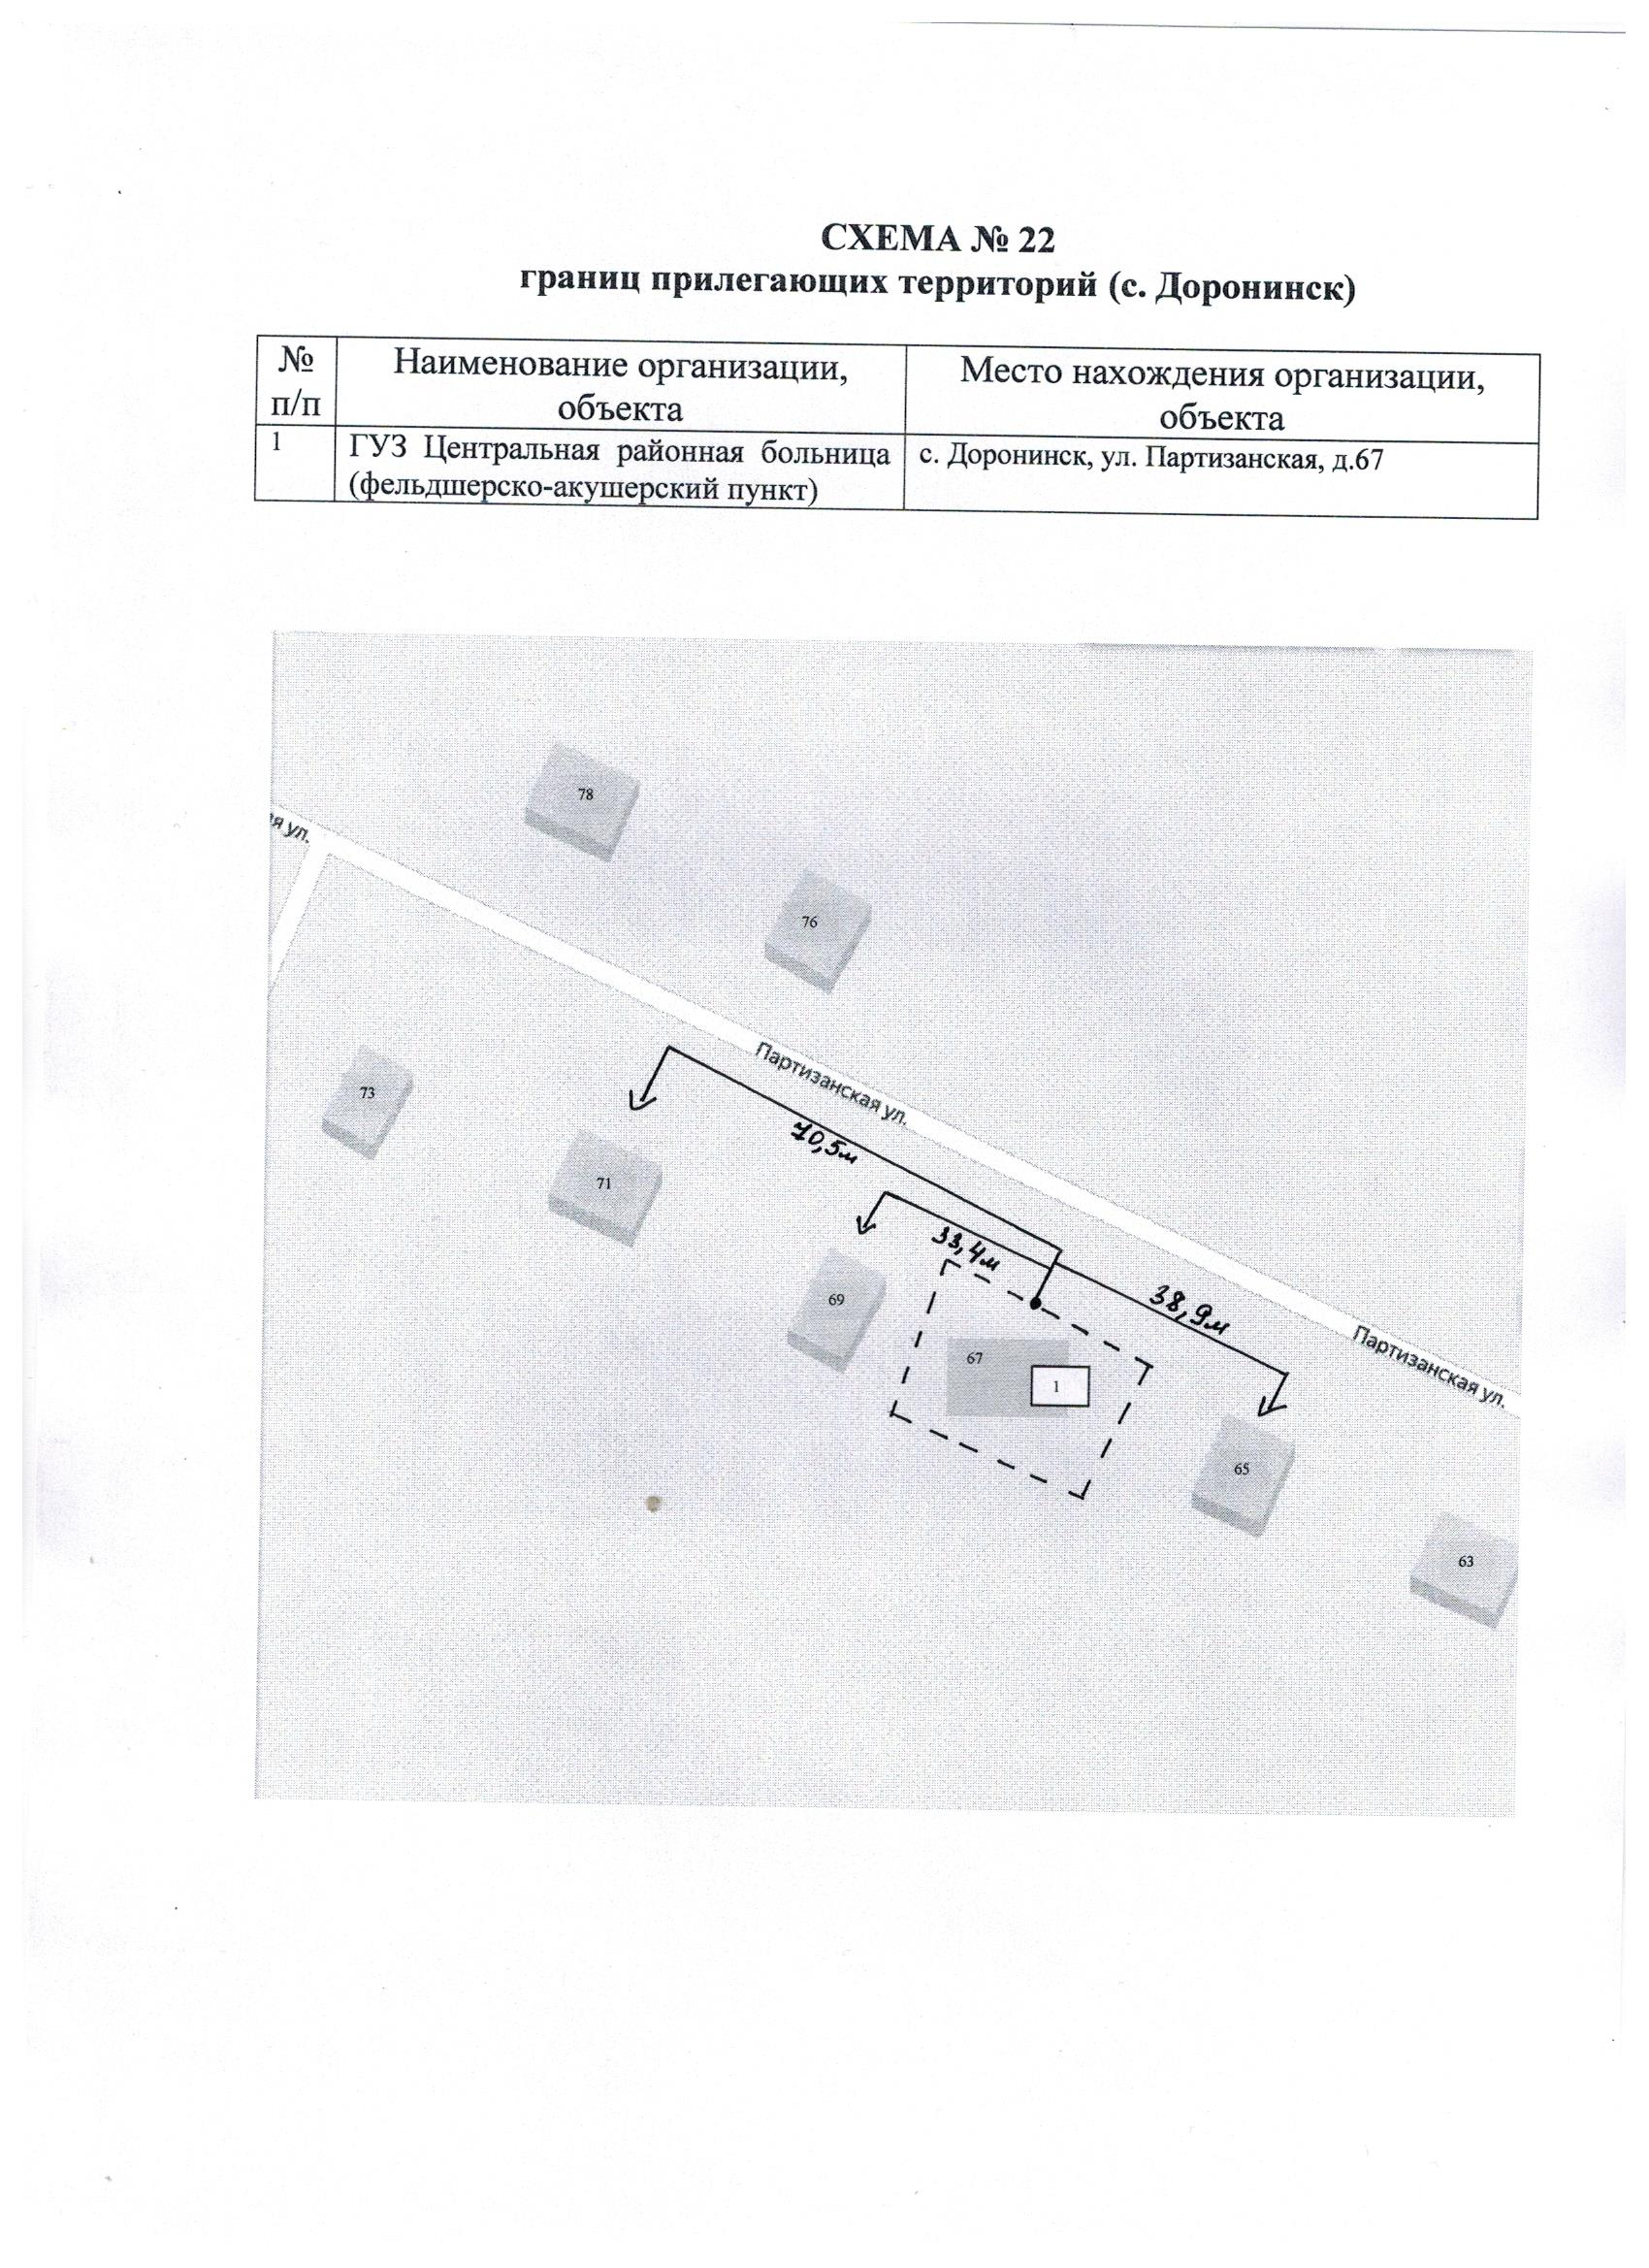 СХЕМА № 22
границ прилегающих территорий (с. Доронинск)
№ п/п
Наименование организации, объекта
Место нахождения организации, объекта
1
ГУЗ Центральная районная больница
(фельдшерско-акушерский пункт)
с. Доронинск, ул. Партизанская, д.67
78
ая ул.
76
Партизанская ул.
73
70,5м
71
33,4м
69
38,9м
Партизанская ул.
67
1
65
63